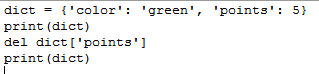 dict = {'color': 'green', 'points': 5}
print(dict)
del dict['points']
print(dict)